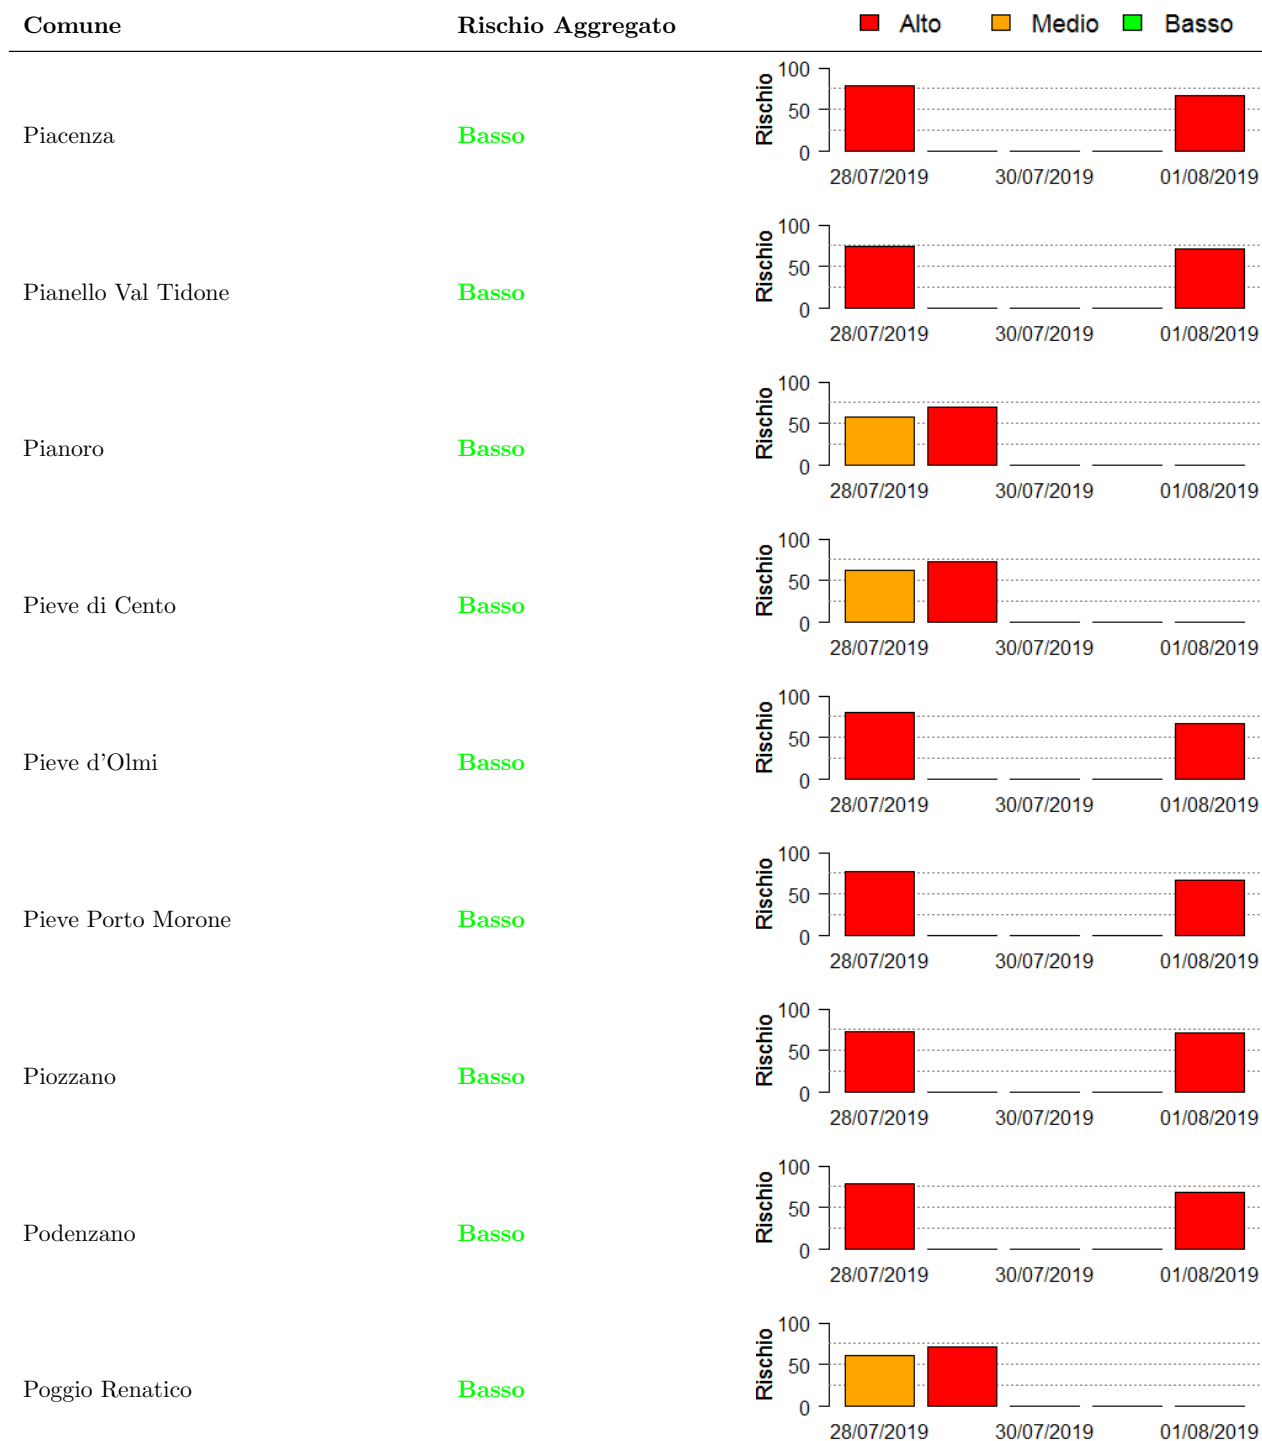 Comune Rischio Aggregato Alto Medio Basso
100
50
0
Rischio
Piacenza Basso
28/07/2019 30/07/2019 01/08/2019
100
50
0
Rischio
Pianello Val Tidone Basso
28/07/2019 30/07/2019 01/08/2019
100
50
0
Rischio
Pianoro Basso
28/07/2019 30/07/2019 01/08/2019
100
50
0
Rischio
Pieve di Cento Basso
28/07/2019 30/07/2019 01/08/2019
100
50
0
Rischio
Pieve d'Olmi Basso
28/07/2019 30/07/2019 01/08/2019
100
50
0
Rischio
Pieve Porto Morone Basso
28/07/2019 30/07/2019 01/08/2019
100
50
0
Rischio
Piozzano Basso
28/07/2019 30/07/2019 01/08/2019
100
50
0
Rischio
Podenzano Basso
28/07/2019 30/07/2019 01/08/2019
100
50
0
Rischio
Poggio Renatico Basso
28/07/2019 30/07/2019 01/08/2019